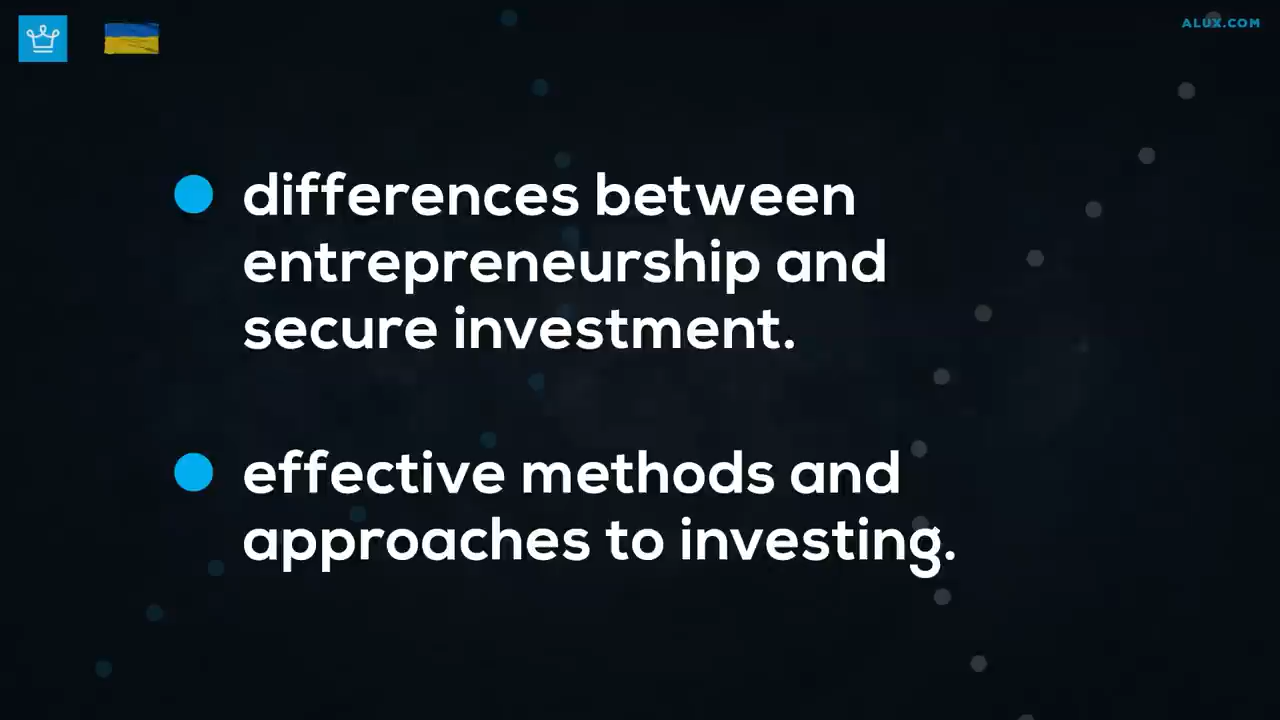 ALUX.COM
differences between
entrepreneurship and
secure investment.
effective methods and
approaches to investing.